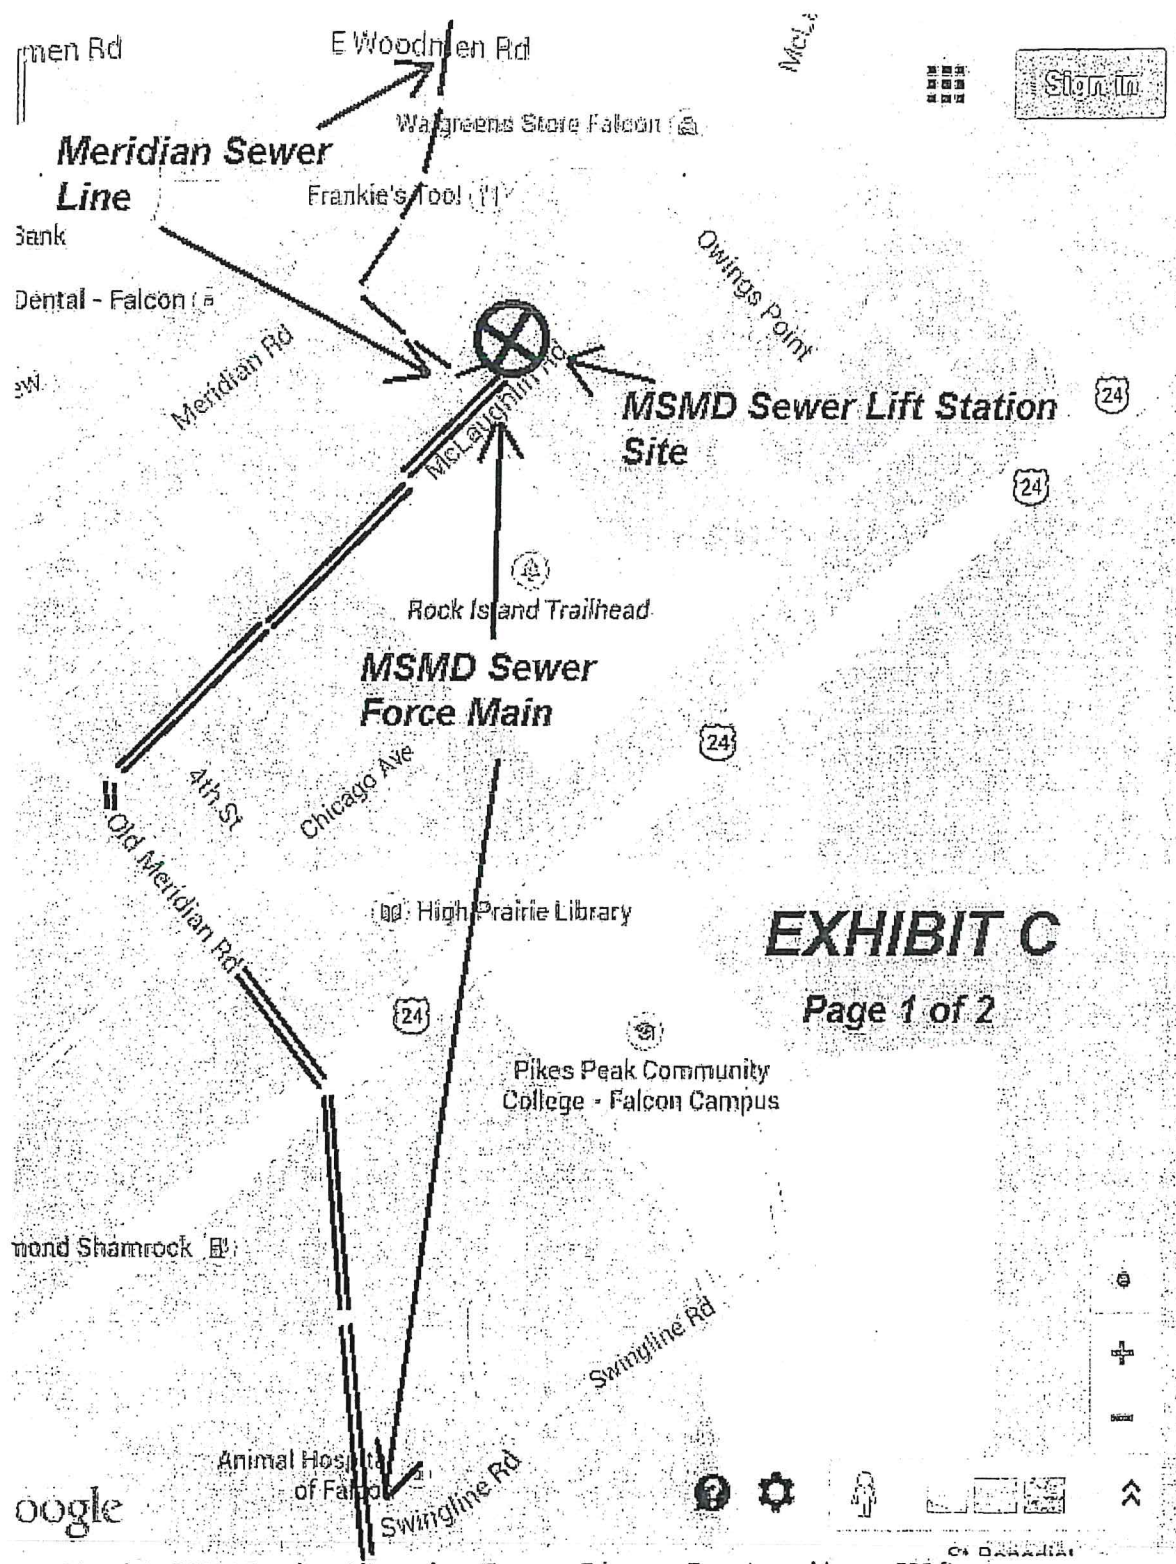 men Rd
E Woodmen Rd
Sign in
Walgreens Store Falcon
Meridian Sewer
Line
Frankie's Too!
Bank
Owings Point
Dental - Falcon
Meridian Rd
ew
McLaughlin Rd
MSMD Sewer Lift Station
Site
24
24
Rock Island Trailhead
MSMD Sewer
Force Main
24
4th St
Chicago Ave
Old Meridian Rd
High Prairie Library
EXHIBIT C
Page 1 of 2
24
Pikes Peak Community
College - Falcon Campus
mond Shamrock
Swingline Rd
Animal Hospital
of Falcon
Swingline Rd
oogle